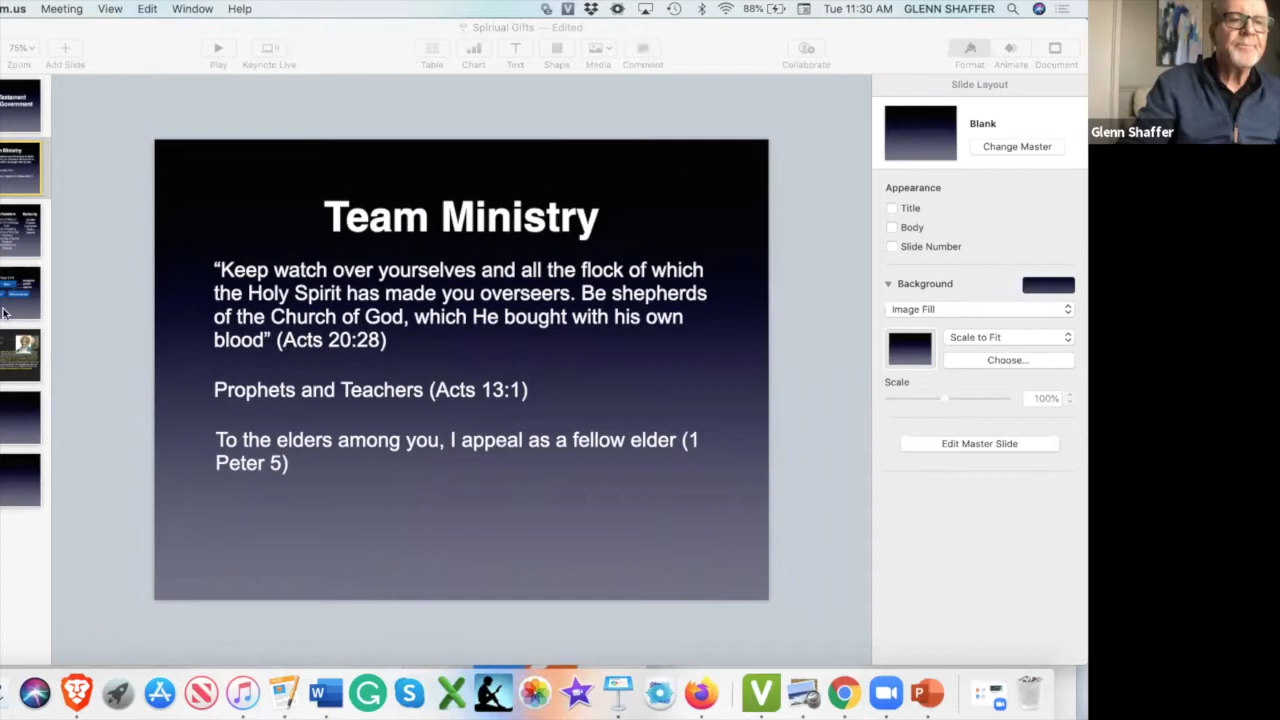 m.us Meeting View Edit Window Help 88% Tue 11:30 AM GLENN SHAFFER
Spiriual Gifts — Edited
75%
Zoom Add Slide Play Keynote Live Table Chart Text Shape Media Comment Collaborate Format Animate Document
Slide Layout
Blank
Change Master
Glenn Shaffer
Appearance
Title
Body
Slide Number
Background
Image Fill
Scale to Fit
Choose...
Scale
100%
Edit Master Slide
Team Ministry
“Keep watch over yourselves and all the flock of which
the Holy Spirit has made you overseers. Be shepherds
of the Church of God, which He bought with his own
blood” (Acts 20:28)
Prophets and Teachers (Acts 13:1)
To the elders among you, I appeal as a fellow elder (1
Peter 5)